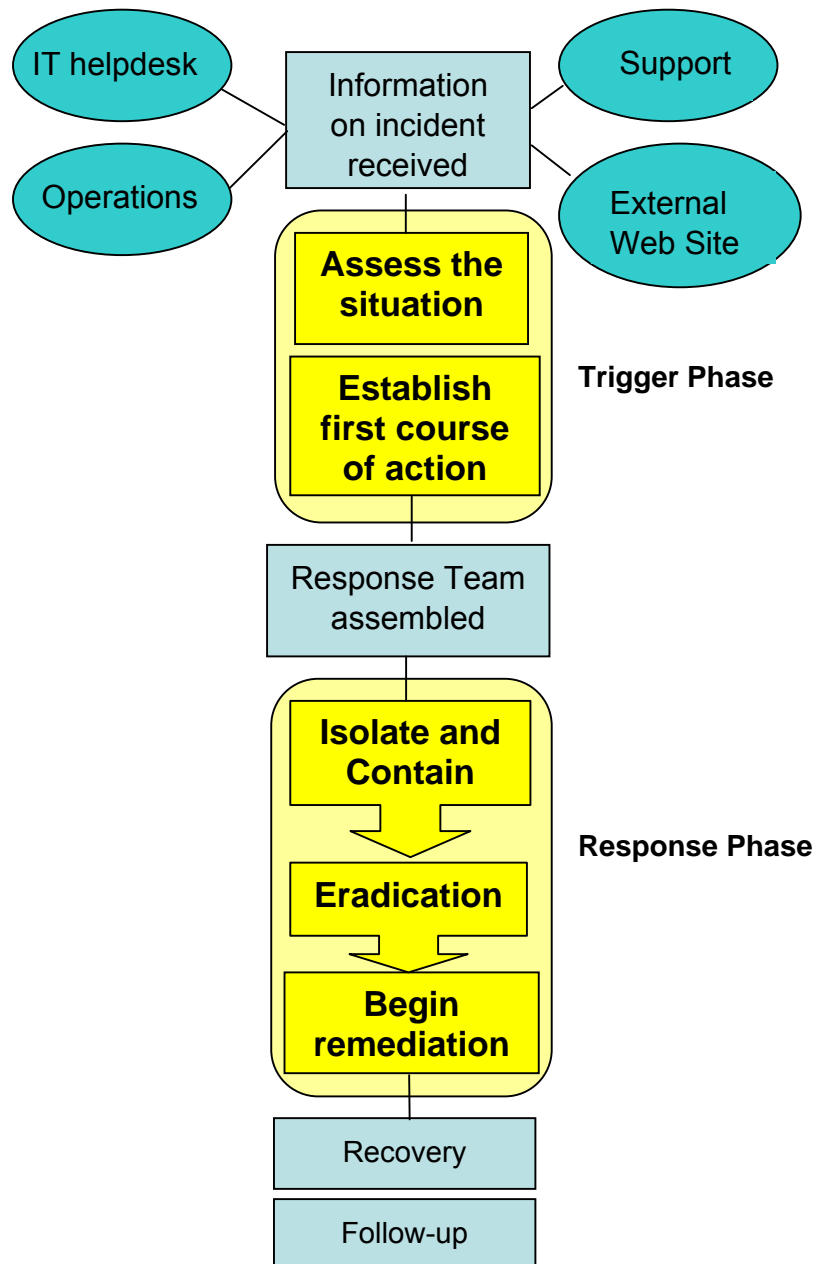 IT helpdesk
Information
on incident
received
Support
Operations
External
Web Site
Assess the
situation
Trigger Phase
Establish
first course
of action
Response Team
assembled
Isolate and
Contain
Response Phase
Eradication
Begin
remediation
Recovery
Follow-up